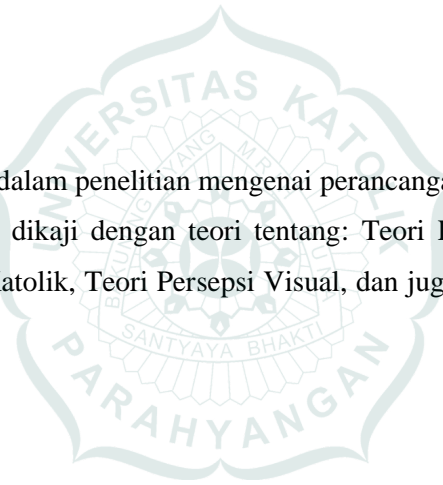 UNIVERSITAS KATOLIK
dalam penelitian mengenai perancanga
dikaji dengan teori tentang: Teori
atolik, Teori Persepsi Visual, dan jug
SANTYAYA BHAKTI
PARAHYANGAN